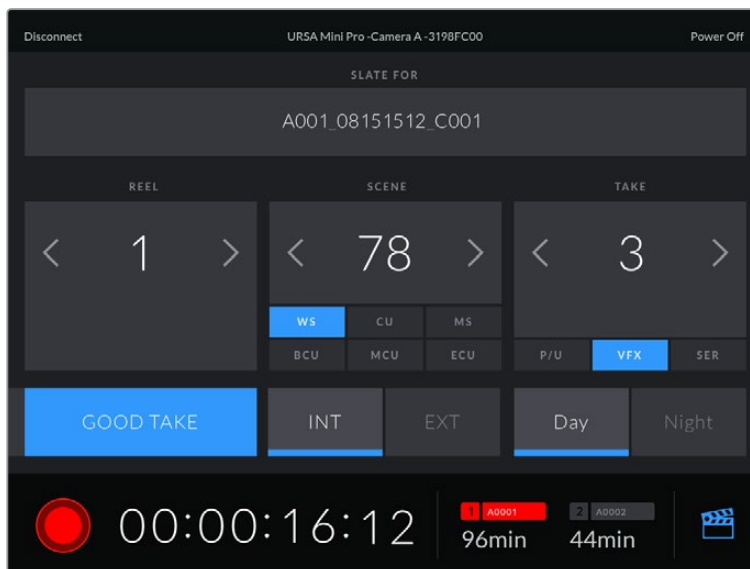 Disconnect URSA Mini Pro -Camera A -3198FC00 Power Off
SLATE FOR
A001_08151512_C001
REEL SCENE TAKE
< 1 > < 78 > < 3 >
WS CU MS
BCU MCU ECU P/U VFX SER
GOOD TAKE INT EXT Day Night
00:00:16:12 1 A0001 2 A0002
96min 44min